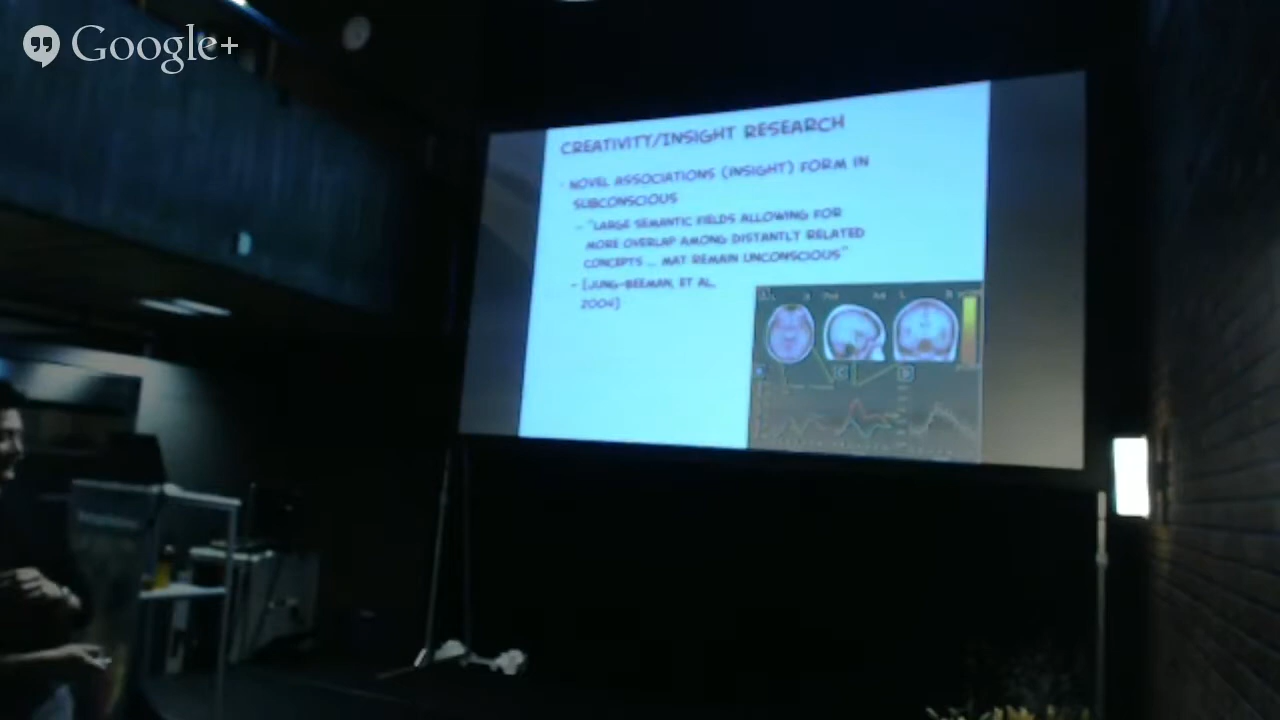 Google+
CREATIVITY/INSIGHT RESEARCH
NOVEL ASSOCIATIONS (INSIGHT) FORM IN
SUBCONSCIOUS
- "LARGE SEMANTIC FIELDS ALLOWING FOR
MORE OVERLAP AMONG DISTANTLY RELATED
CONCEPTS ... MAT REMAIN UNCONSCIOUS"
- [JUNG-BEEMAN, ET AL,
2004]
C
D